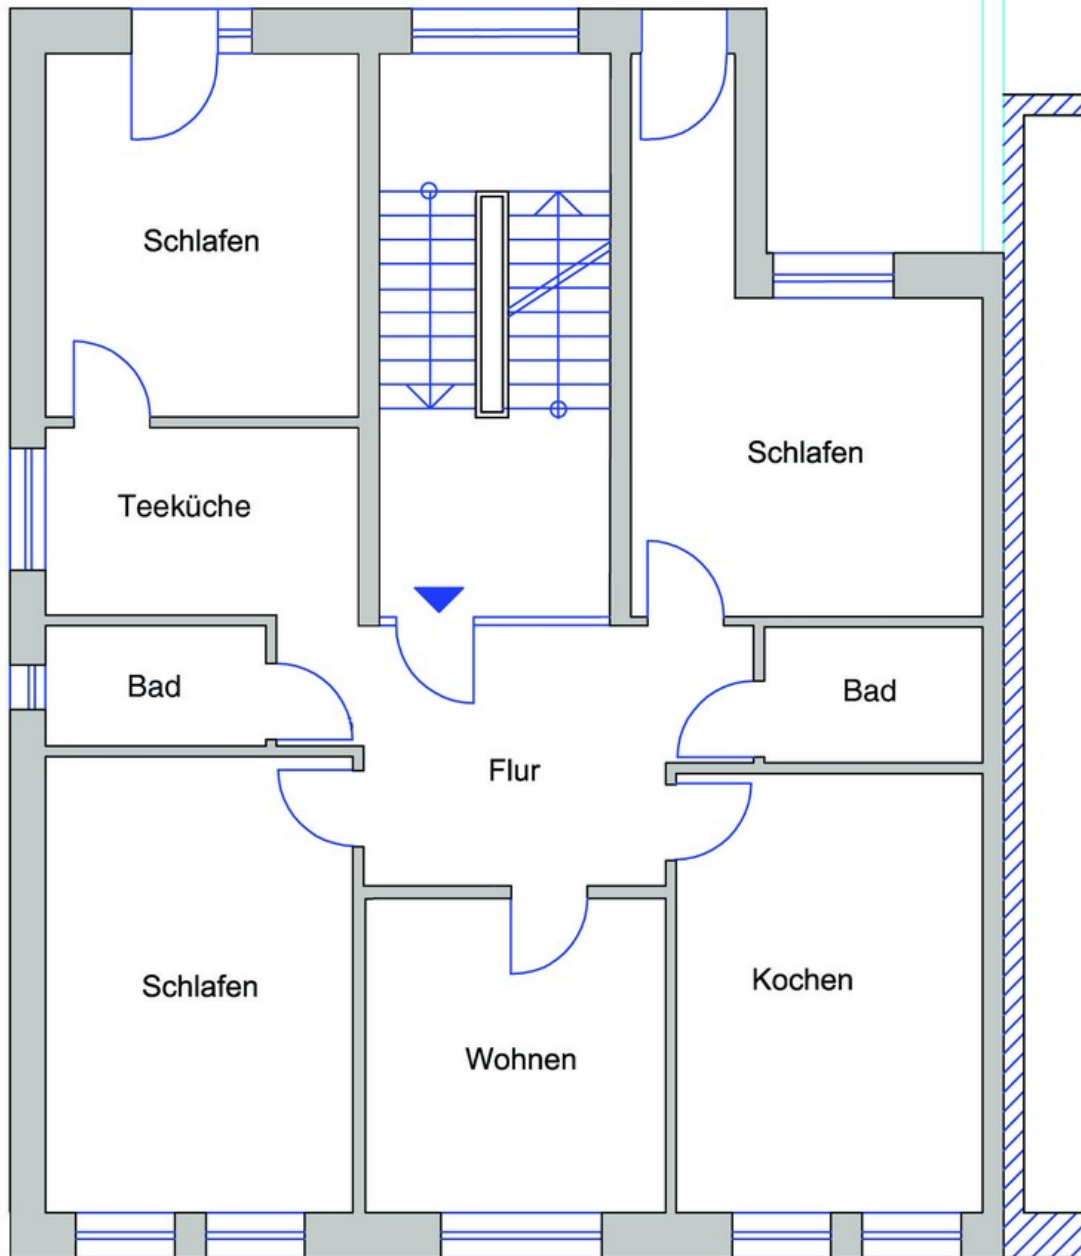 Schlafen
Schlafen
Teeküche
Bad
Bad
Flur
Schlafen
Kochen
Wohnen